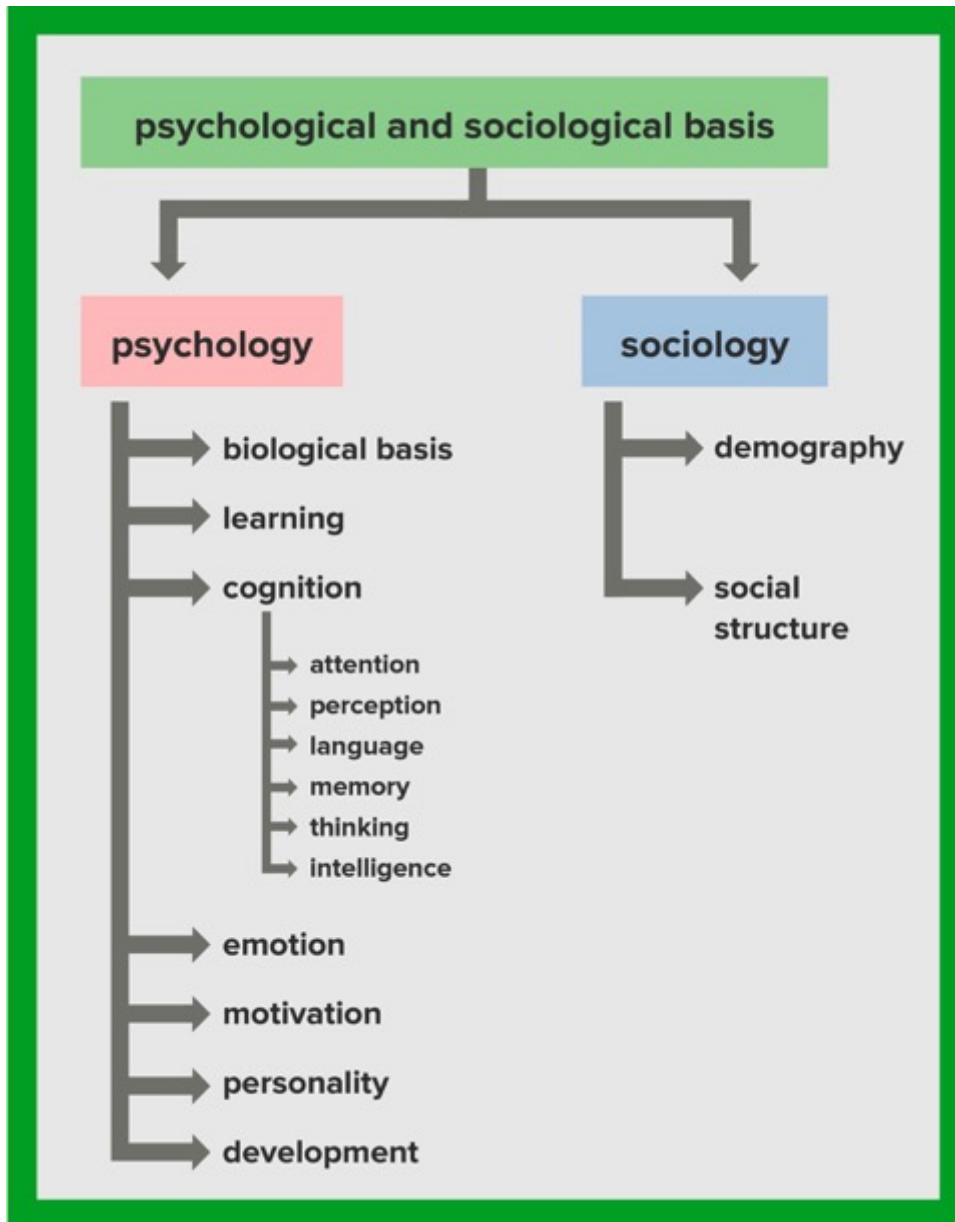 psychological and sociological basis
psychology
biological basis
learning
cognition
attention
perception
language
memory
thinking
intelligence
emotion
motivation
personality
development
sociology
demography
social
structure